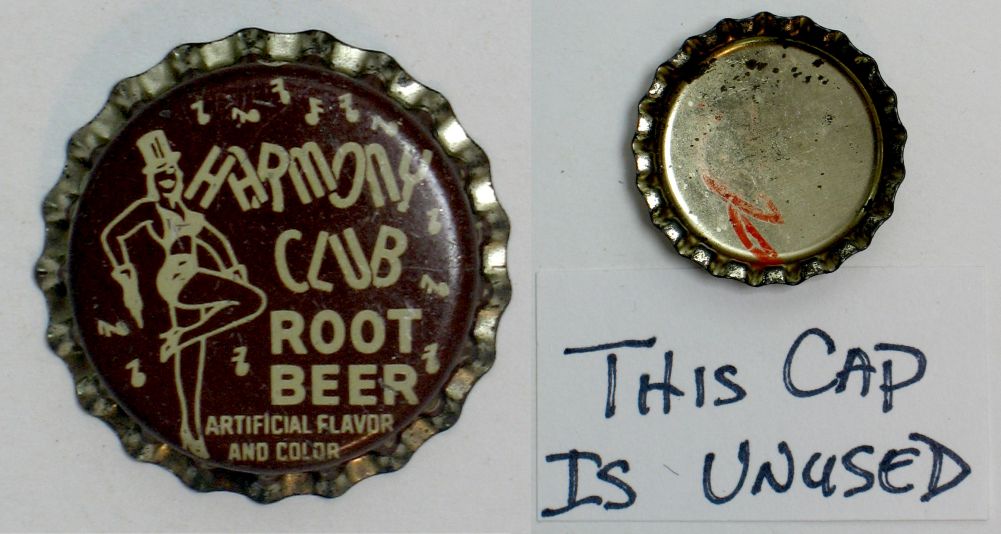 HARMONY
CLUB
ROOT
BEER
ARTIFICIAL FLAVOR
AND COLOR
THIS CAP
IS UNUSED